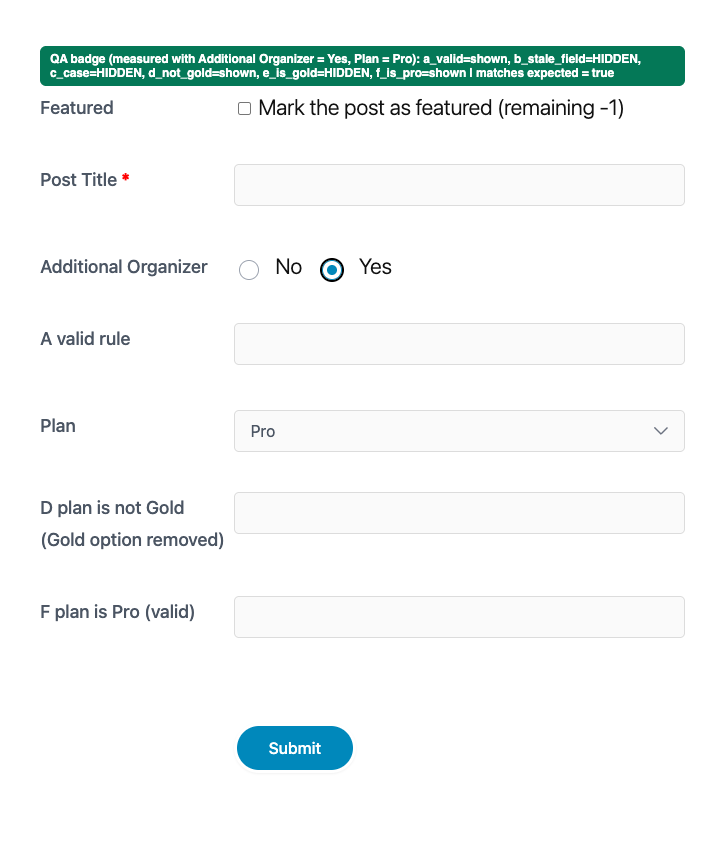 QA badge (measured with Additional Organizer = Yes, Plan = Pro): a_valid=shown, b_stale_field=HIDDEN,
c_case=HIDDEN, d_not_gold=shown, e_is_gold=HIDDEN, f_is_pro=shown | matches expected = true
Featured
Mark the post as featured (remaining -1)
Post Title *
Additional Organizer
No
Yes
A valid rule
Plan
Pro
D plan is not Gold
(Gold option removed)
F plan is Pro (valid)
Submit